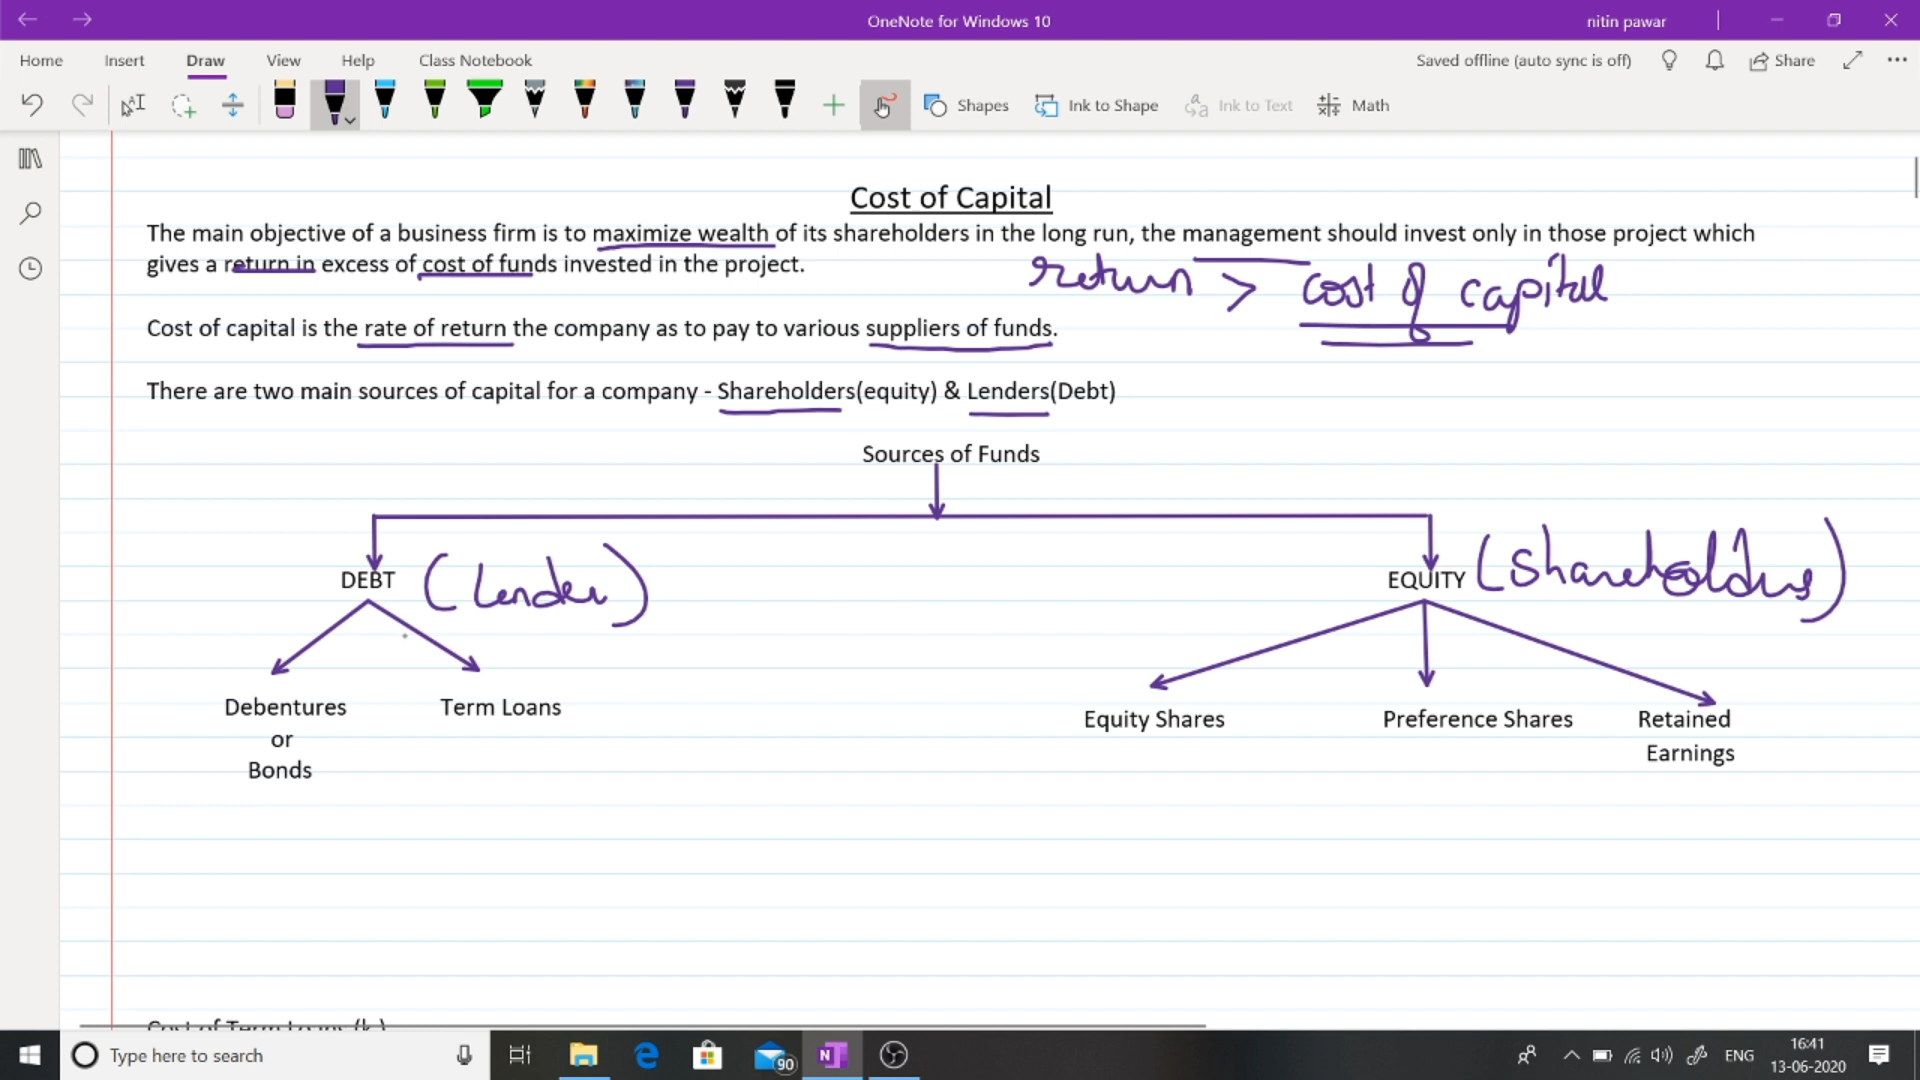 OneNote for Windows 10
nitin pawar
Home Insert Draw View Help Class Notebook
Saved offline (auto sync is off) Share
Shapes Ink to Shape Ink to Text Math
Cost of Capital
The main objective of a business firm is to maximize wealth of its shareholders in the long run, the management should invest only in those project which
gives a return in excess of cost of funds invested in the project.
return > cost of capital
Cost of capital is the rate of return the company as to pay to various suppliers of funds.
There are two main sources of capital for a company - Shareholders(equity) & Lenders(Debt)
Sources of Funds
DEBT (Lender) EQUITY (Shareholders)
Debentures Term Loans
or
Bonds
Equity Shares Preference Shares Retained
Earnings
Cost of Term Loans (k
Type here to search
90
ENG
16:41
13-06-2020